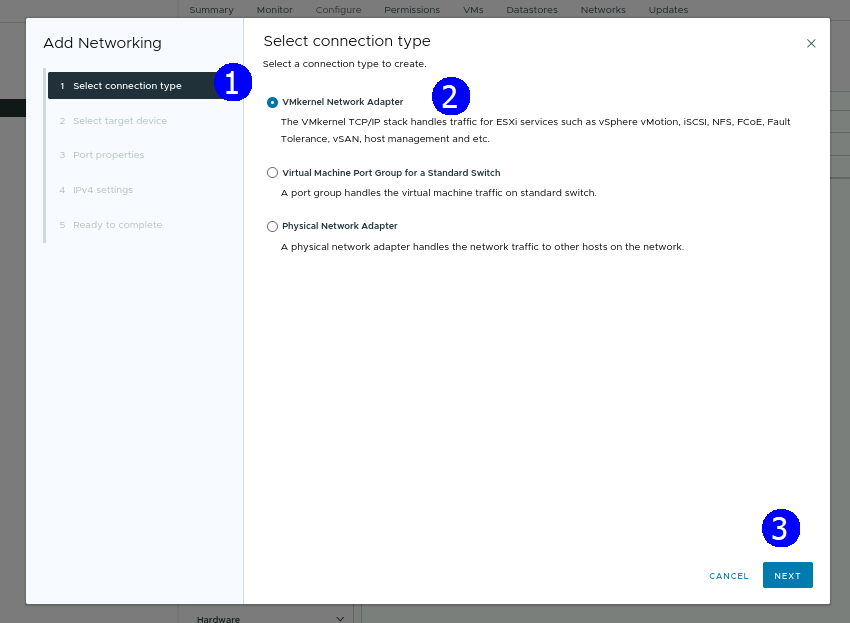 Summary Monitor Configure Permissions VMs Datastores Networks Updates
Add Networking
1 Select connection type
2 Select target device
3 Port properties
4 IPv4 settings
5 Ready to complete
1
Select connection type
Select a connection type to create.
VMkernel Network Adapter
2
The VMkernel TCP/IP stack handles traffic for ESXi services such as vSphere vMotion, iSCSI, NFS, FCoE, Fault
Tolerance, vSAN, host management and etc.
Virtual Machine Port Group for a Standard Switch
A port group handles the virtual machine traffic on standard switch.
Physical Network Adapter
A physical network adapter handles the network traffic to other hosts on the network.
3
CANCEL NEXT
Hardware